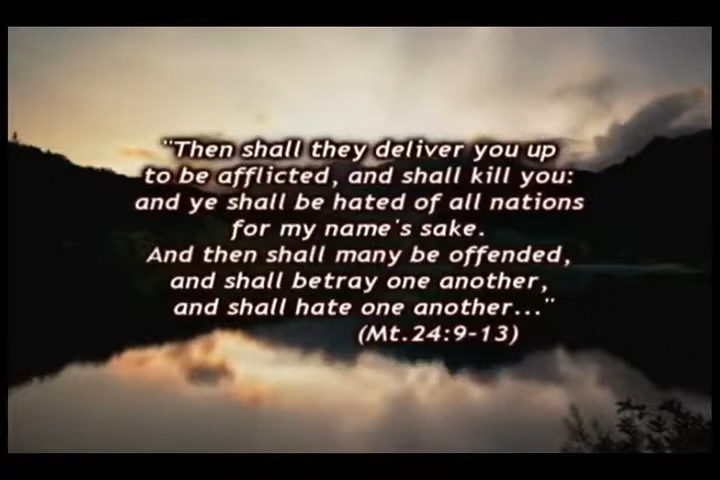 "Then shall they deliver you up
to be afflicted, and shall kill you:
and ye shall be hated of all nations
for my name's sake.
And then shall many be offended,
and shall betray one another,
and shall hate one another..."
(Mt.24:9-13)